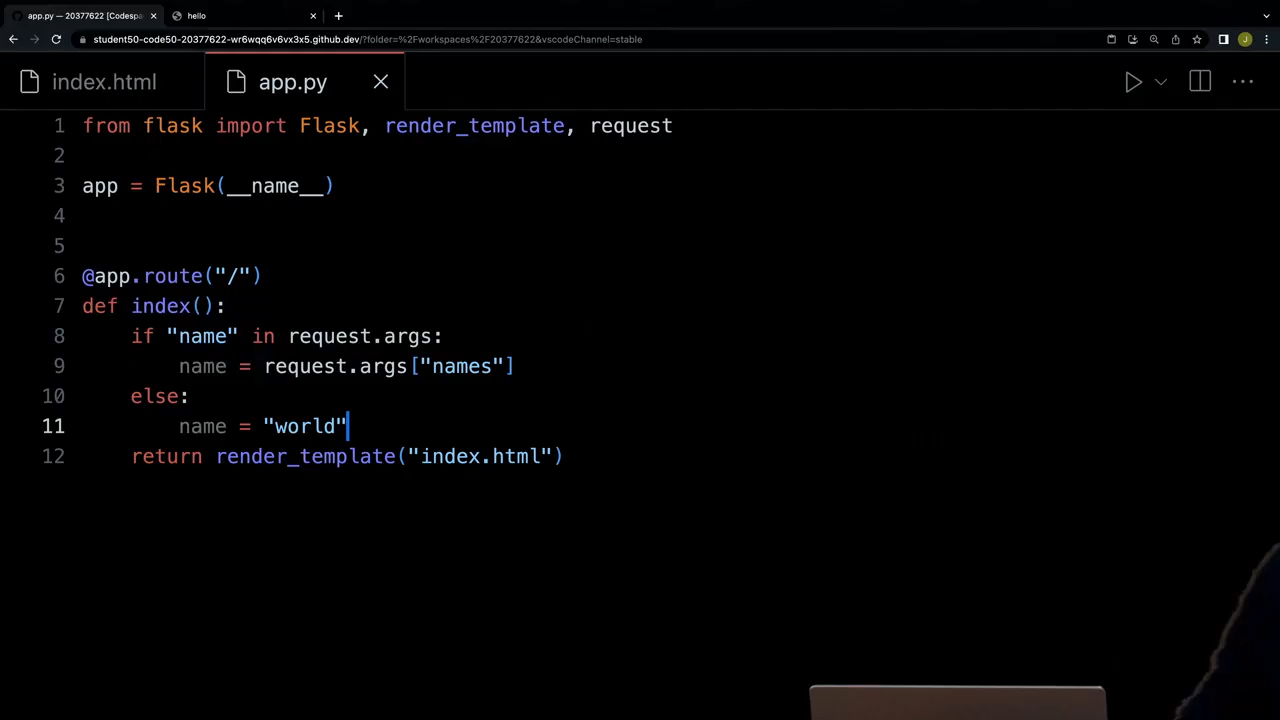 app.py — 20377622 [Codespa
hello
student50-code50-20377622-wr6wqq6v6vx3x5.github.dev/?folder=%2Fworkspaces%2F20377622&vscodeChannel=stable
J
index.html
app.py
1 from flask import Flask, render_template, request
2
3 app = Flask(__name__)
4
5
6 @app.route("/")
7 def index():
8     if "name" in request.args:
9         name = request.args["names"]
10     else:
11         name = "world"
12     return render_template("index.html")